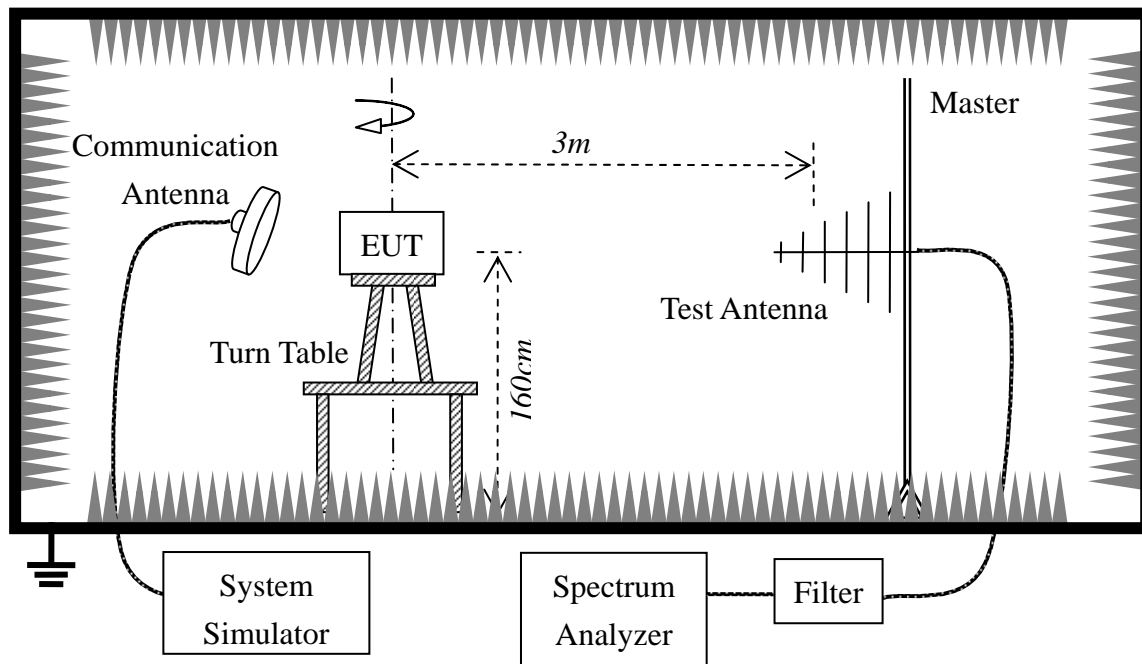 Master
3m
Communication
Antenna
EUT
Test Antenna
Turn Table
160cm
System
Simulator
Spectrum
Analyzer
Filter